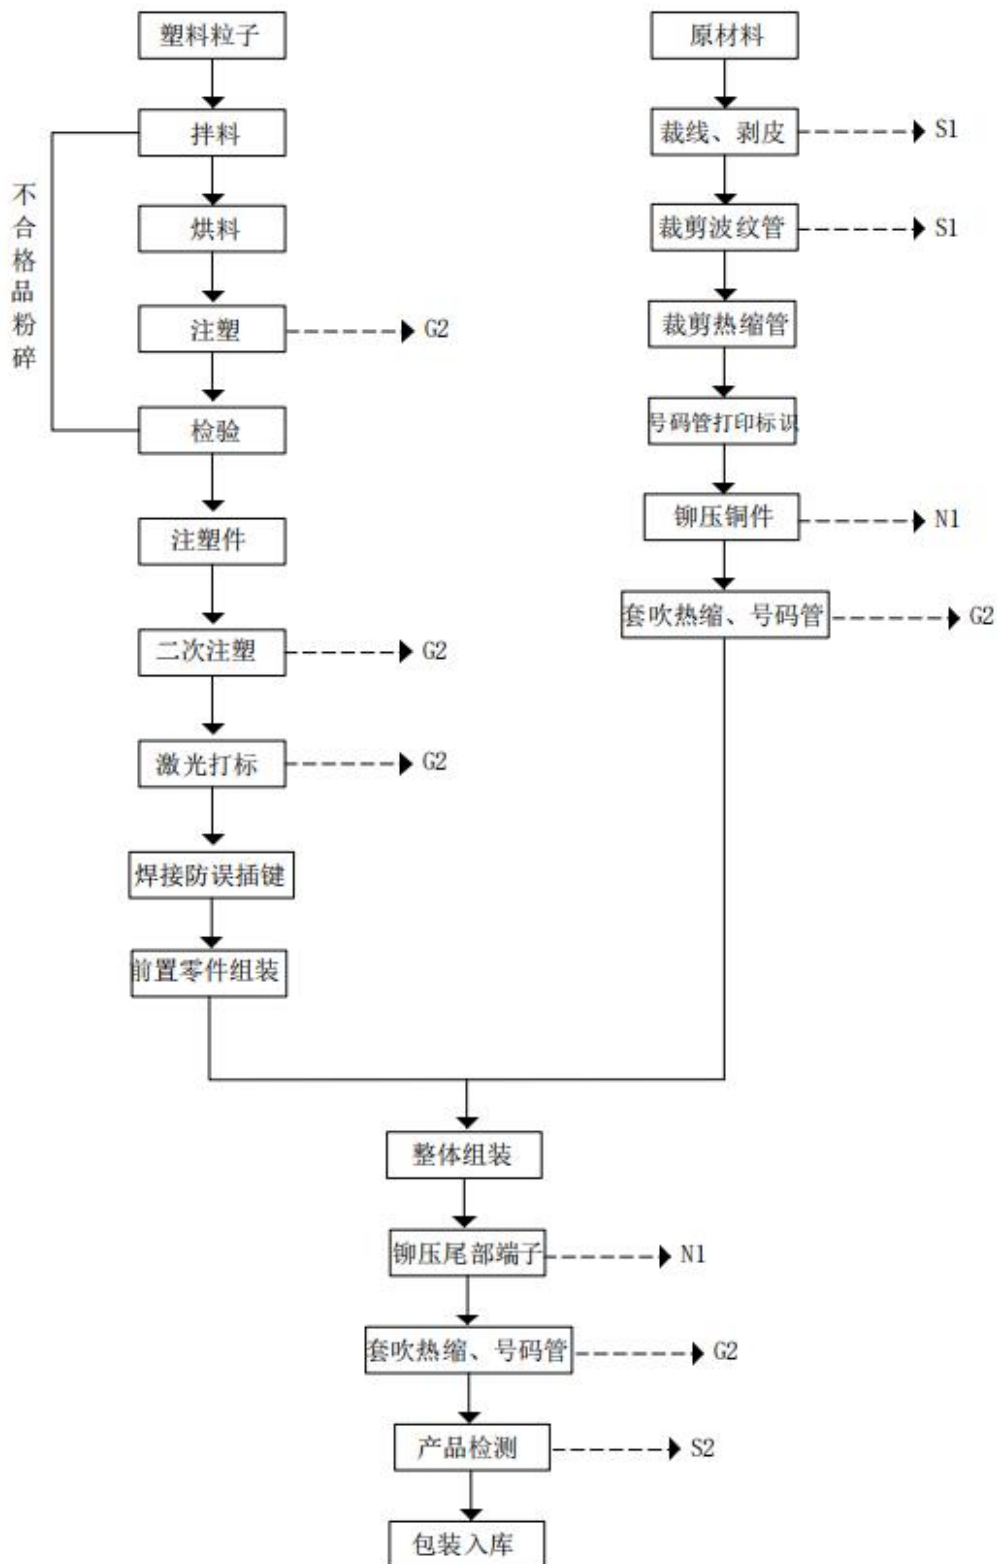 塑料粒子
原材料
拌料
裁线、剥皮
S1
不合格品粉碎
烘料
裁剪波纹管
S1
注塑
G2
裁剪热缩管
检验
号码管打印标识
注塑件
铆压铜件
N1
二次注塑
G2
套吹热缩、号码管
G2
激光打标
G2
焊接防误插键
前置零件组装
整体组装
铆压尾部端子
N1
套吹热缩、号码管
G2
产品检测
S2
包装入库